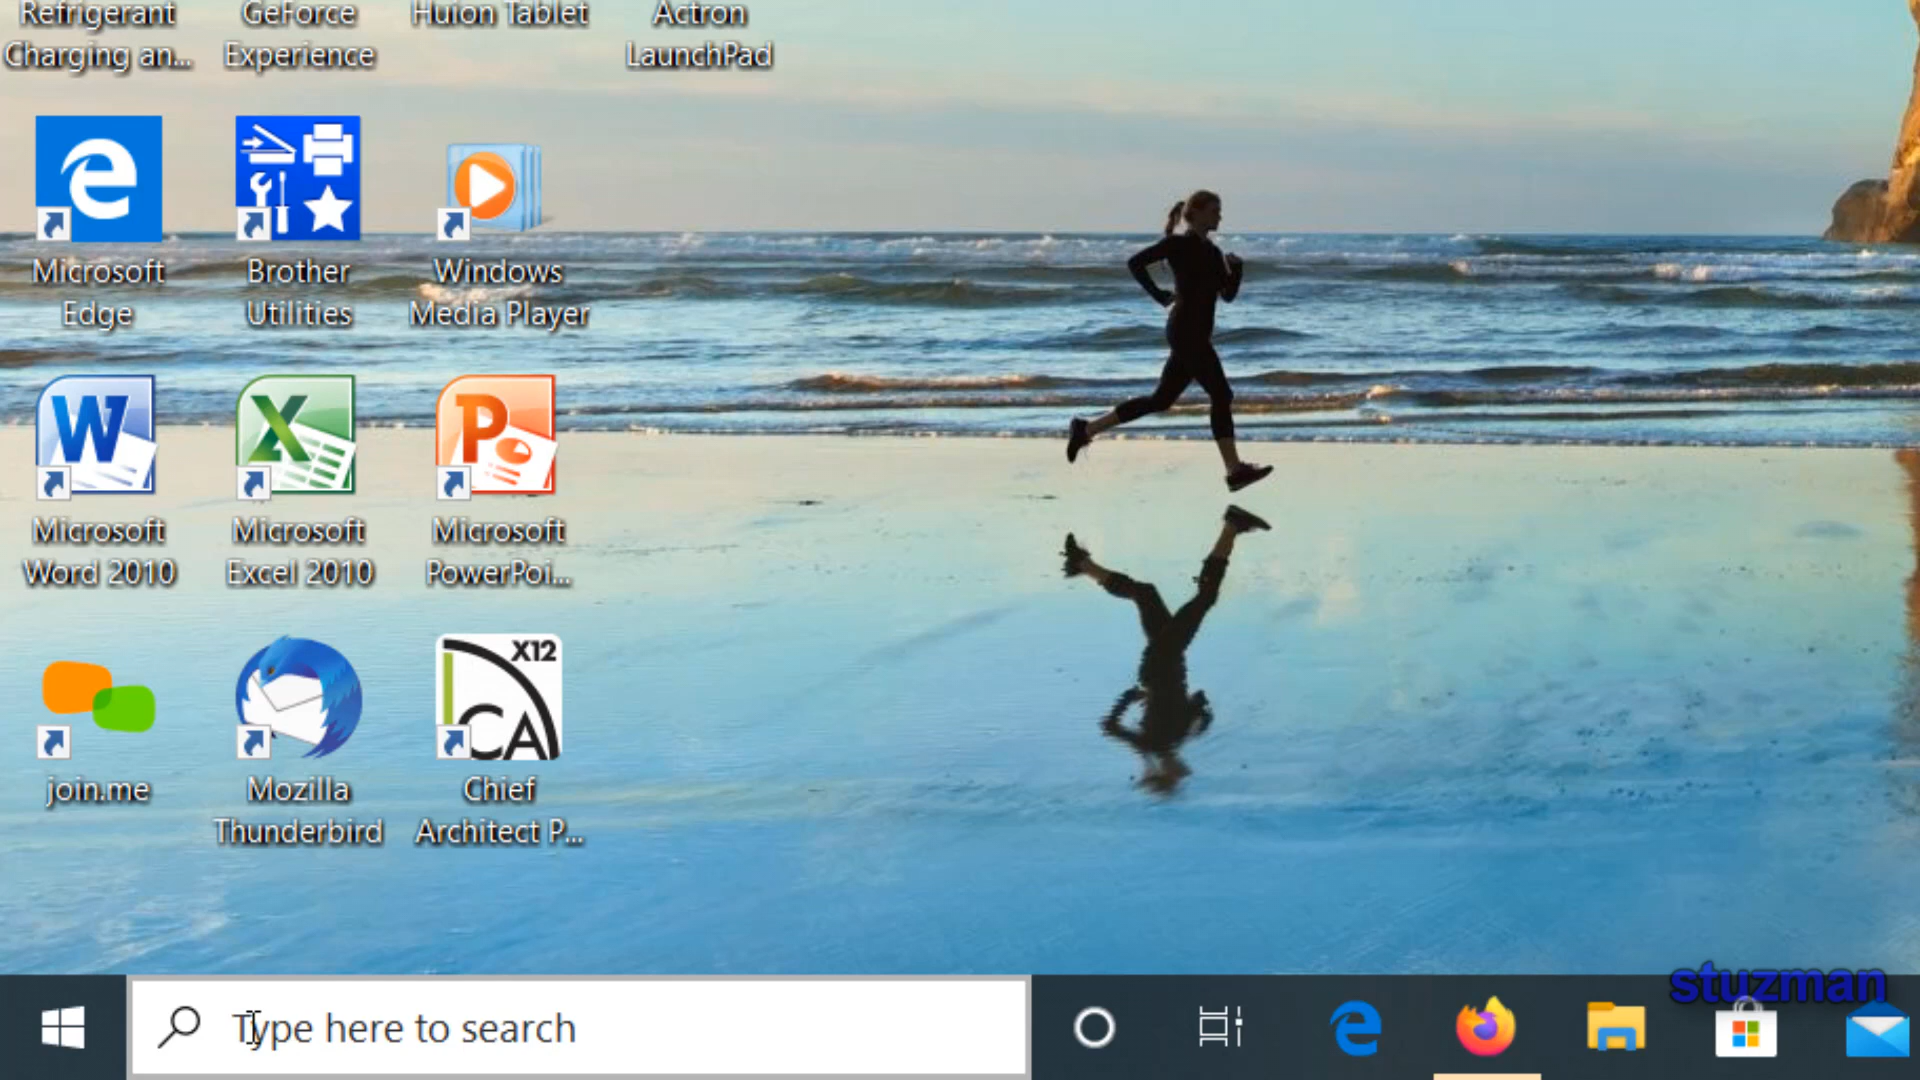 Refrigerant
Charging an...
GeForce
Experience
Huion Tablet
Actron
LaunchPad
Microsoft
Edge
Brother
Utilities
Windows
Media Player
W
Microsoft
Word 2010
X
Microsoft
Excel 2010
P
Microsoft
PowerPoi...
join.me
Mozilla
Thunderbird
X12
CA
Chief
Architect P...
Type here to search
stuzman